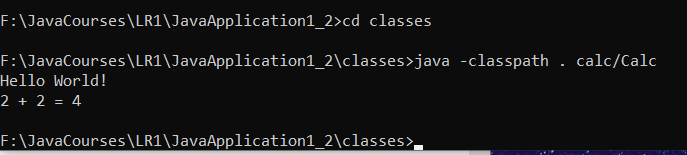 F:\JavaCourses\LR1\JavaApplication1_2>cd classes
F:\JavaCourses\LR1\JavaApplication1_2\classes>java -classpath . calc/Calc
Hello World!
2 + 2 = 4
F:\JavaCourses\LR1\JavaApplication1_2\classes>